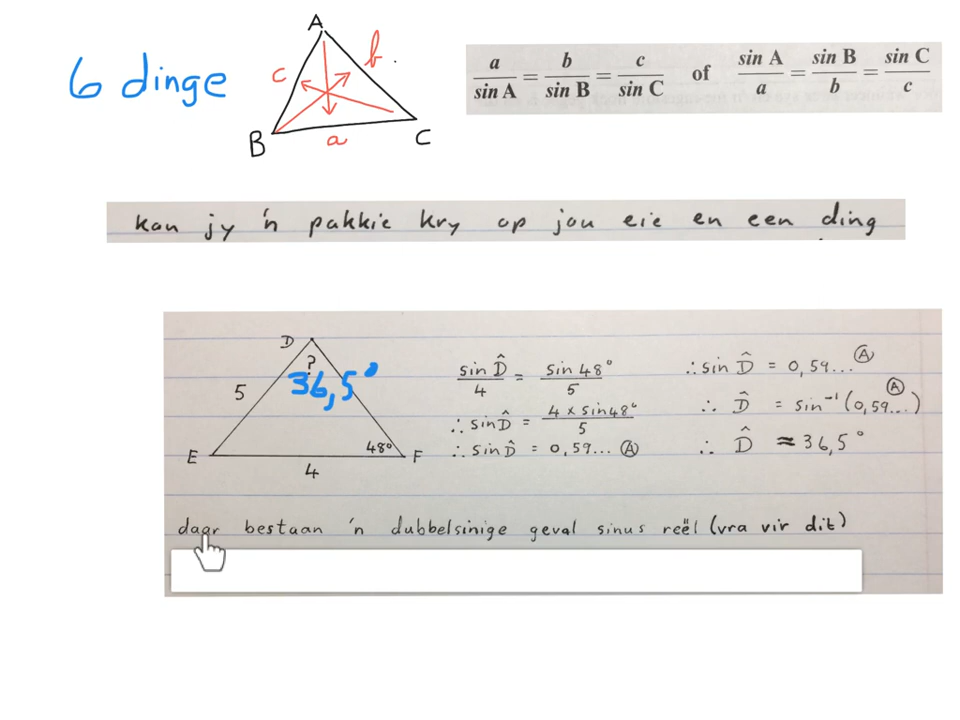 6 dinge
A
b
c
B
a
C
a/sin A = b/sin B = c/sin C of sin A/a = sin B/b = sin C/c
kan jy 'n pakkie kry op jou eie en een ding
D
?
36,5°
5
48°
E
F
4
sin D̂/4 = sin 48°/5
∴ sin D̂ = 4 × sin 48°/5
∴ sin D̂ = 0,59... Ⓐ
∴ sin D̂ = 0,59... Ⓐ
∴ D̂ = sin⁻¹(0,59...) Ⓐ
∴ D̂ ≈ 36,5°
daar bestaan 'n dubbelsinige geval sinus reël (vra vir dit)